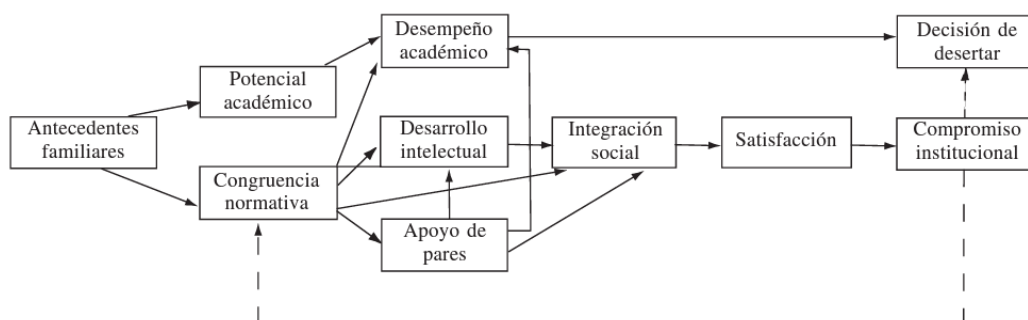 Desempeño
académico
Decisión de
desertar
Potencial
académico
Antecedentes
familiares
Desarrollo
intelectual
Integración
social
Satisfacción
Compromiso
institucional
Congruencia
normativa
Apoyo de
pares